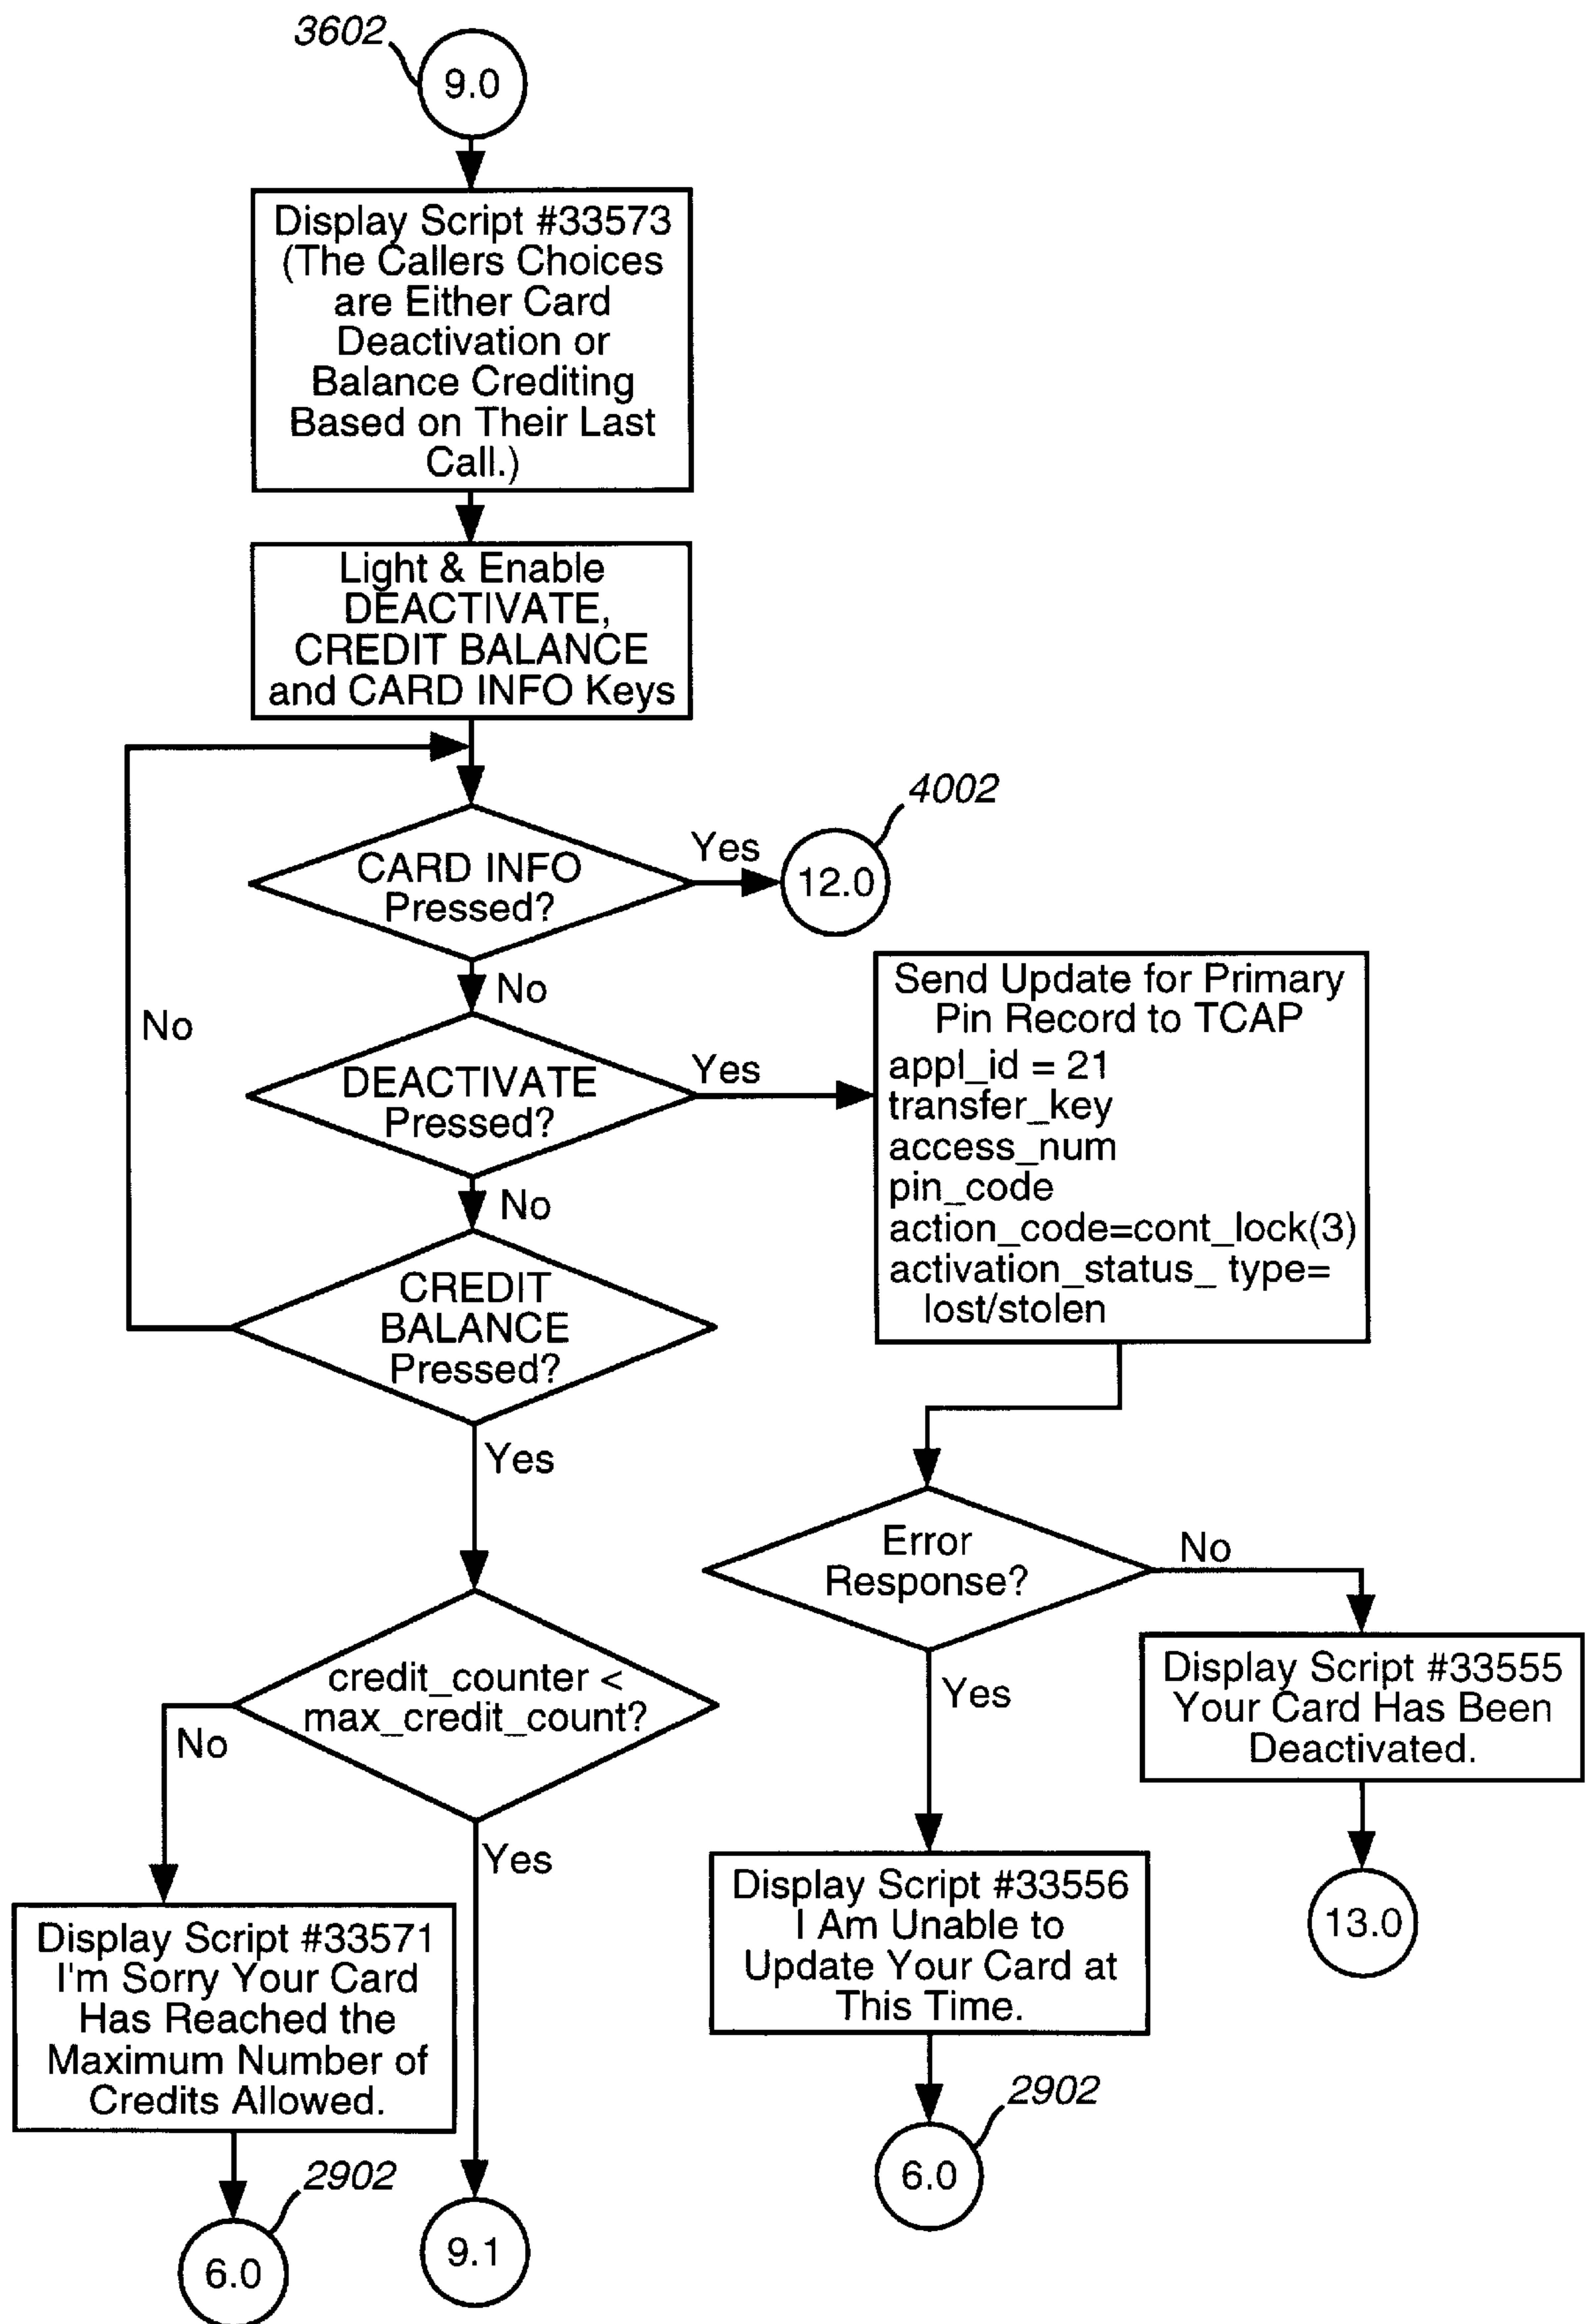 3602
9.0
Display Script #33573
(The Callers Choices
are Either Card
Deactivation or
Balance Crediting
Based on Their Last
Call.)
Light & Enable
DEACTIVATE,
CREDIT BALANCE
and CARD INFO Keys
4002
CARD INFO
Pressed?
Yes
12.0
No
No
DEACTIVATE
Pressed?
Yes
Send Update for Primary
Pin Record to TCAP
appl_id = 21
transfer_key
access_num
pin_code
action_code=cont_lock(3)
activation_status_ type=
lost/stolen
No
CREDIT
BALANCE
Pressed?
Yes
Error
Response?
No
Yes
Display Script #33555
Your Card Has Been
Deactivated.
13.0
credit_counter <
max_credit_count?
No
Yes
Display Script #33556
I Am Unable to
Update Your Card at
This Time.
2902
6.0
Display Script #33571
I'm Sorry Your Card
Has Reached the
Maximum Number of
Credits Allowed.
2902
6.0
9.1